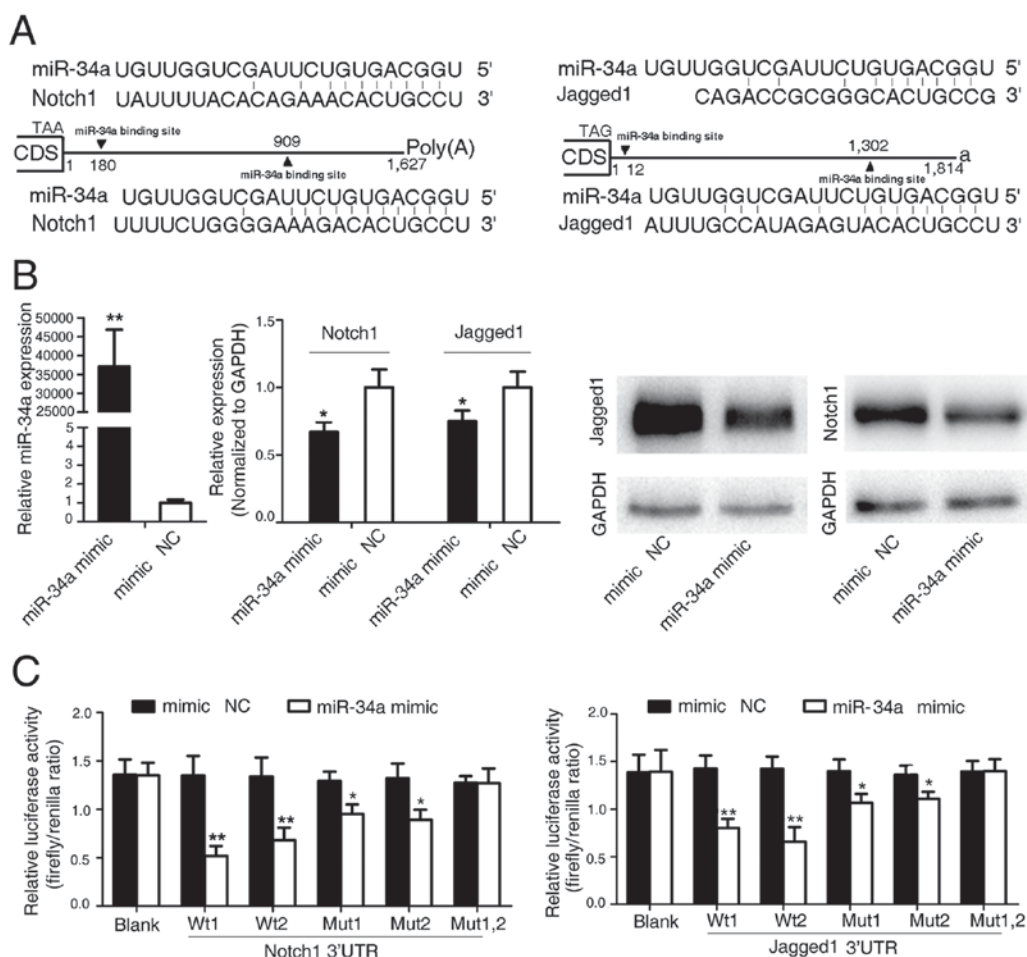 A
miR-34a UGUUGGUCGAUUCUGUGACGGU 5'
Notch1 UAUUUUACACAGAAACACUGCCU 3'
TAA
miR-34a binding site
909
CDS
Poly(A)
1
180
miR-34a binding site
1,627
miR-34a UGUUGGUCGAUUCUGUGACGGU 5'
Notch1 UUUUCUGGGGAAAGACACUGCCU 3'
miR-34a UGUUGGUCGAUUCUGUGACGGU 5'
Jagged1 CAGACCGCGGGCACUGCCG 3'
TAG
miR-34a binding site
1,302
CDS
a
1 12
miR-34a binding site
1,814
miR-34a UGUUGGUCGAUUCUGUGACGGU 5'
Jagged1 AUUUGCCAUAGAGUACACUGCCU 3'
B
Relative miR-34a expression
50000
45000
40000
35000
30000
25000
5
4
3
2
1
0
**
miR-34a mimic
mimic NC
Relative expression
(Normalized to GAPDH)
1.5
1.0
0.5
0.0
Notch1
Jagged1
*
*
miR-34a mimic
mimic NC
miR-34a mimic
mimic NC
Jagged1
GAPDH
mimic NC
miR-34a mimic
Notch1
GAPDH
mimic NC
miR-34a mimic
C
mimic NC
miR-34a mimic
Relative luciferase activity
(firefly/renilla ratio)
2.0
1.5
1.0
0.5
0.0
**
**
*
*
Blank Wt1 Wt2 Mut1 Mut2 Mut1,2
Notch1 3'UTR
mimic NC
miR-34a mimic
Relative luciferase activity
(firefly/renilla ratio)
2.0
1.5
1.0
0.5
0.0
**
**
*
*
Blank Wt1 Wt2 Mut1 Mut2 Mut1,2
Jagged1 3'UTR